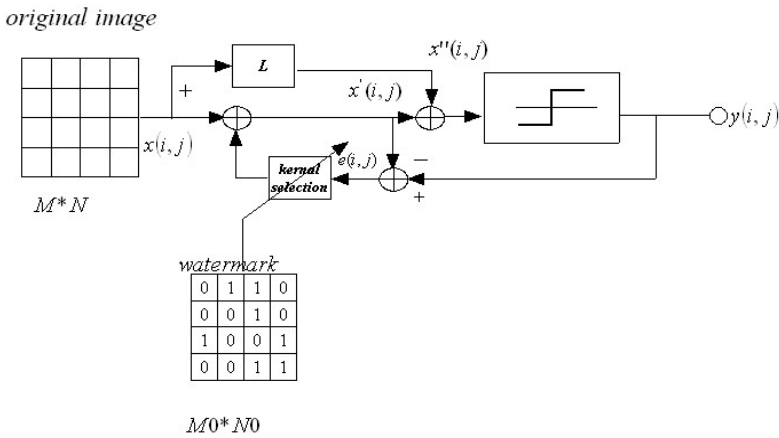 original image
x''(i, j)
L
+
x'(i, j)
x(i, j)
y(i, j)
e(i, j)
−
kernal
selection
+
M*N
watermark
0 1 1 0
0 0 1 0
1 0 0 1
0 0 1 1
M0*N0